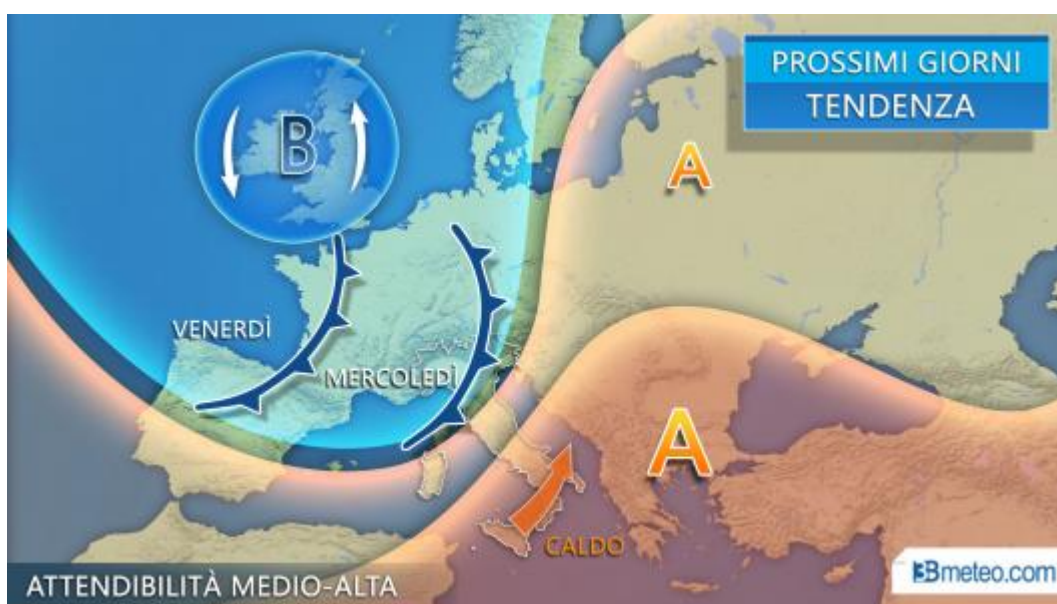 PROSSIMI GIORNI
TENDENZA
B
A
VENERDÌ
MERCOLEDÌ
A
CALDO
ATTENDIBILITÀ MEDIO-ALTA
3Bmeteo.com